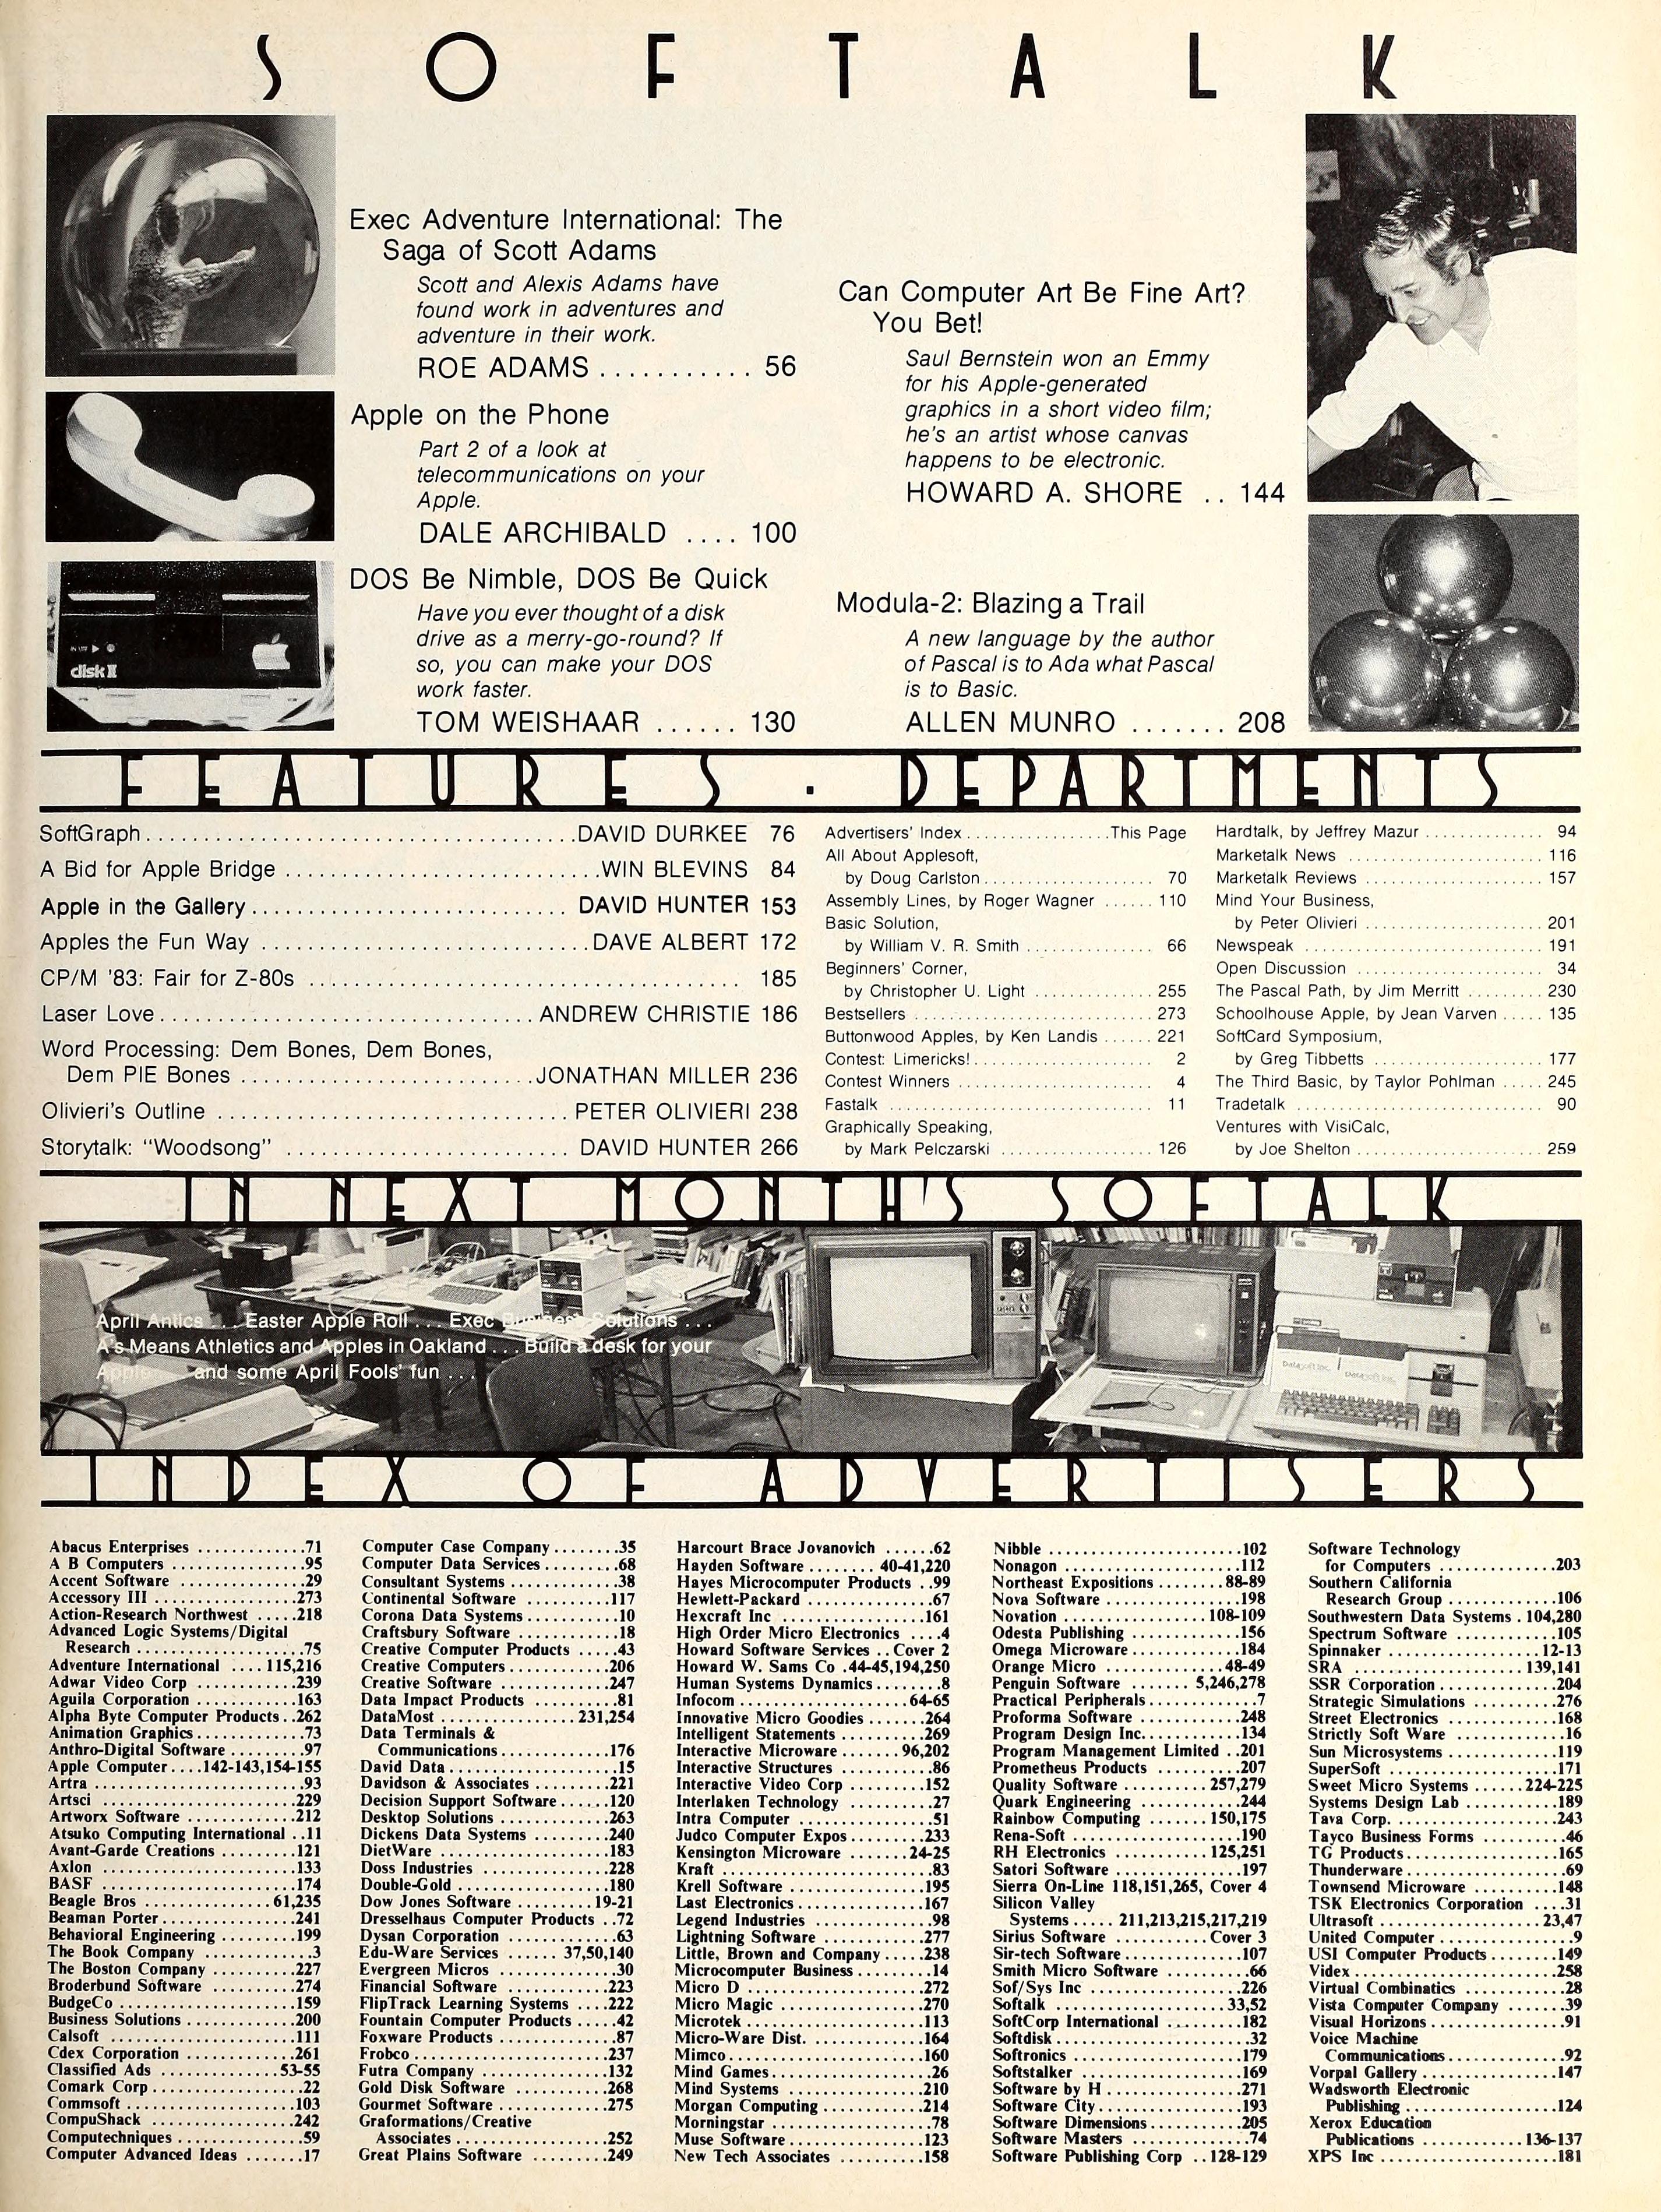 SOFTALK
Exec Adventure International: The
Saga of Scott Adams
Scott and Alexis Adams have
found work in adventures and
adventure in their work.
ROE ADAMS ........... 56
Apple on the Phone
Part 2 of a look at
telecommunications on your
Apple.
DALE ARCHIBALD .... 100
DOS Be Nimble, DOS Be Quick
Have you ever thought of a disk
drive as a merry-go-round? If
so, you can make your DOS
work faster.
TOM WEISHAAR ...... 130
disk II
Can Computer Art Be Fine Art?
You Bet!
Saul Bernstein won an Emmy
for his Apple-generated
graphics in a short video film;
he's an artist whose canvas
happens to be electronic.
HOWARD A. SHORE .. 144
Modula-2: Blazing a Trail
A new language by the author
of Pascal is to Ada what Pascal
is to Basic.
ALLEN MUNRO ....... 208
FEATURES · DEPARTMENTS
SoftGraph ... DAVID DURKEE 76
A Bid for Apple Bridge ... WIN BLEVINS 84
Apple in the Gallery ... DAVID HUNTER 153
Apples the Fun Way ... DAVE ALBERT 172
CP/M '83: Fair for Z-80s ... 185
Laser Love ... ANDREW CHRISTIE 186
Word Processing: Dem Bones, Dem Bones,
Dem PIE Bones ... JONATHAN MILLER 236
Olivieri's Outline ... PETER OLIVIERI 238
Storytalk: "Woodsong" ... DAVID HUNTER 266
Advertisers' Index ... This Page
All About Applesoft,
by Doug Carlston ... 70
Assembly Lines, by Roger Wagner ... 110
Basic Solution,
by William V. R. Smith ... 66
Beginners' Corner,
by Christopher U. Light ... 255
Bestsellers ... 273
Buttonwood Apples, by Ken Landis ... 221
Contest: Limericks! ... 2
Contest Winners ... 4
Fastalk ... 11
Graphically Speaking,
by Mark Pelczarski ... 126
Hardtalk, by Jeffrey Mazur ... 94
Marketalk News ... 116
Marketalk Reviews ... 157
Mind Your Business,
by Peter Olivieri ... 201
Newspeak ... 191
Open Discussion ... 34
The Pascal Path, by Jim Merritt ... 230
Schoolhouse Apple, by Jean Varven ... 135
SoftCard Symposium,
by Greg Tibbetts ... 177
The Third Basic, by Taylor Pohlman ... 245
Tradetalk ... 90
Ventures with VisiCalc,
by Joe Shelton ... 259
IN NEXT MONTH'S SOFTALK
April Antics ... Easter Apple Roll ... Exec Business Solutions ...
A's Means Athletics and Apples in Oakland ... Build a desk for your
Apple ... and some April Fools' fun ...
INDEX OF ADVERTISERS
Abacus Enterprises ... 71
A B Computers ... 95
Accent Software ... 29
Accessory III ... 273
Action-Research Northwest ... 218
Advanced Logic Systems/Digital
Research ... 75
Adventure International ... 115,216
Adwar Video Corp ... 239
Aguila Corporation ... 163
Alpha Byte Computer Products ... 262
Animation Graphics ... 73
Anthro-Digital Software ... 97
Apple Computer ... 142-143,154-155
Artra ... 93
Artsci ... 229
Artworx Software ... 212
Atsuko Computing International ... 11
Avant-Garde Creations ... 121
Axlon ... 133
BASF ... 174
Beagle Bros ... 61,235
Beaman Porter ... 241
Behavioral Engineering ... 199
The Book Company ... 3
The Boston Company ... 227
Broderbund Software ... 274
BudgeCo ... 159
Business Solutions ... 200
Calsoft ... 111
Cdex Corporation ... 261
Classified Ads ... 53-55
Comark Corp ... 22
Commsoft ... 103
CompuShack ... 242
Computechniques ... 59
Computer Advanced Ideas ... 17
Computer Case Company ... 35
Computer Data Services ... 68
Consultant Systems ... 38
Continental Software ... 117
Corona Data Systems ... 10
Craftsbury Software ... 18
Creative Computer Products ... 43
Creative Computers ... 206
Creative Software ... 247
Data Impact Products ... 81
DataMost ... 231,254
Data Terminals &
Communications ... 176
David Data ... 15
Davidson & Associates ... 221
Decision Support Software ... 120
Desktop Solutions ... 263
Dickens Data Systems ... 240
DietWare ... 183
Doss Industries ... 228
Double-Gold ... 180
Dow Jones Software ... 19-21
Dresselhaus Computer Products ... 72
Dysan Corporation ... 63
Edu-Ware Services ... 37,50,140
Evergreen Micros ... 30
Financial Software ... 223
FlipTrack Learning Systems ... 222
Fountain Computer Products ... 42
Foxware Products ... 87
Frobco ... 237
Futra Company ... 132
Gold Disk Software ... 268
Gourmet Software ... 275
Graformations/Creative
Associates ... 252
Great Plains Software ... 249
Harcourt Brace Jovanovich ... 62
Hayden Software ... 40-41,220
Hayes Microcomputer Products ... 99
Hewlett-Packard ... 67
Hexcraft Inc ... 161
High Order Micro Electronics ... 4
Howard Software Services ... Cover 2
Howard W. Sams Co ... 44-45,194,250
Human Systems Dynamics ... 8
Infocom ... 64-65
Innovative Micro Goodies ... 264
Intelligent Statements ... 269
Interactive Microware ... 96,202
Interactive Structures ... 86
Interactive Video Corp ... 152
Interlaken Technology ... 27
Intra Computer ... 51
Judco Computer Expos ... 233
Kensington Microware ... 24-25
Kraft ... 83
Krell Software ... 195
Last Electronics ... 167
Legend Industries ... 98
Lightning Software ... 277
Little, Brown and Company ... 238
Microcomputer Business ... 14
Micro D ... 272
Micro Magic ... 270
Microtek ... 113
Micro-Ware Dist. ... 164
Mimco ... 160
Mind Games ... 26
Mind Systems ... 210
Morgan Computing ... 214
Morningstar ... 78
Muse Software ... 123
New Tech Associates ... 158
Nibble ... 102
Nonagon ... 112
Northeast Expositions ... 88-89
Nova Software ... 198
Novation ... 108-109
Odesta Publishing ... 156
Omega Microware ... 184
Orange Micro ... 48-49
Penguin Software ... 5,246,278
Practical Peripherals ... 7
Proforma Software ... 248
Program Design Inc. ... 134
Program Management Limited ... 201
Prometheus Products ... 207
Quality Software ... 257,279
Quark Engineering ... 244
Rainbow Computing ... 150,175
Rena-Soft ... 190
RH Electronics ... 125,251
Satori Software ... 197
Sierra On-Line 118,151,265, Cover 4
Silicon Valley
Systems ... 211,213,215,217,219
Sirius Software ... Cover 3
Sir-tech Software ... 107
Smith Micro Software ... 66
Sof/Sys Inc ... 226
Softalk ... 33,52
SoftCorp International ... 182
Softdisk ... 32
Softronics ... 179
Softstalker ... 169
Software by H ... 271
Software City ... 193
Software Dimensions ... 205
Software Masters ... 74
Software Publishing Corp ... 128-129
Software Technology
for Computers ... 203
Southern California
Research Group ... 106
Southwestern Data Systems . 104,280
Spectrum Software ... 105
Spinnaker ... 12-13
SRA ... 139,141
SSR Corporation ... 204
Strategic Simulations ... 276
Street Electronics ... 168
Strictly Soft Ware ... 16
Sun Microsystems ... 119
SuperSoft ... 171
Sweet Micro Systems ... 224-225
Systems Design Lab ... 189
Tava Corp. ... 243
Tayco Business Forms ... 46
TG Products ... 165
Thunderware ... 69
Townsend Microware ... 148
TSK Electronics Corporation ... 31
Ultrasoft ... 23,47
United Computer ... 9
USI Computer Products ... 149
Videx ... 258
Virtual Combinatics ... 28
Vista Computer Company ... 39
Visual Horizons ... 91
Voice Machine
Communications ... 92
Vorpal Gallery ... 147
Wadsworth Electronic
Publishing ... 124
Xerox Education
Publications ... 136-137
XPS Inc ... 181